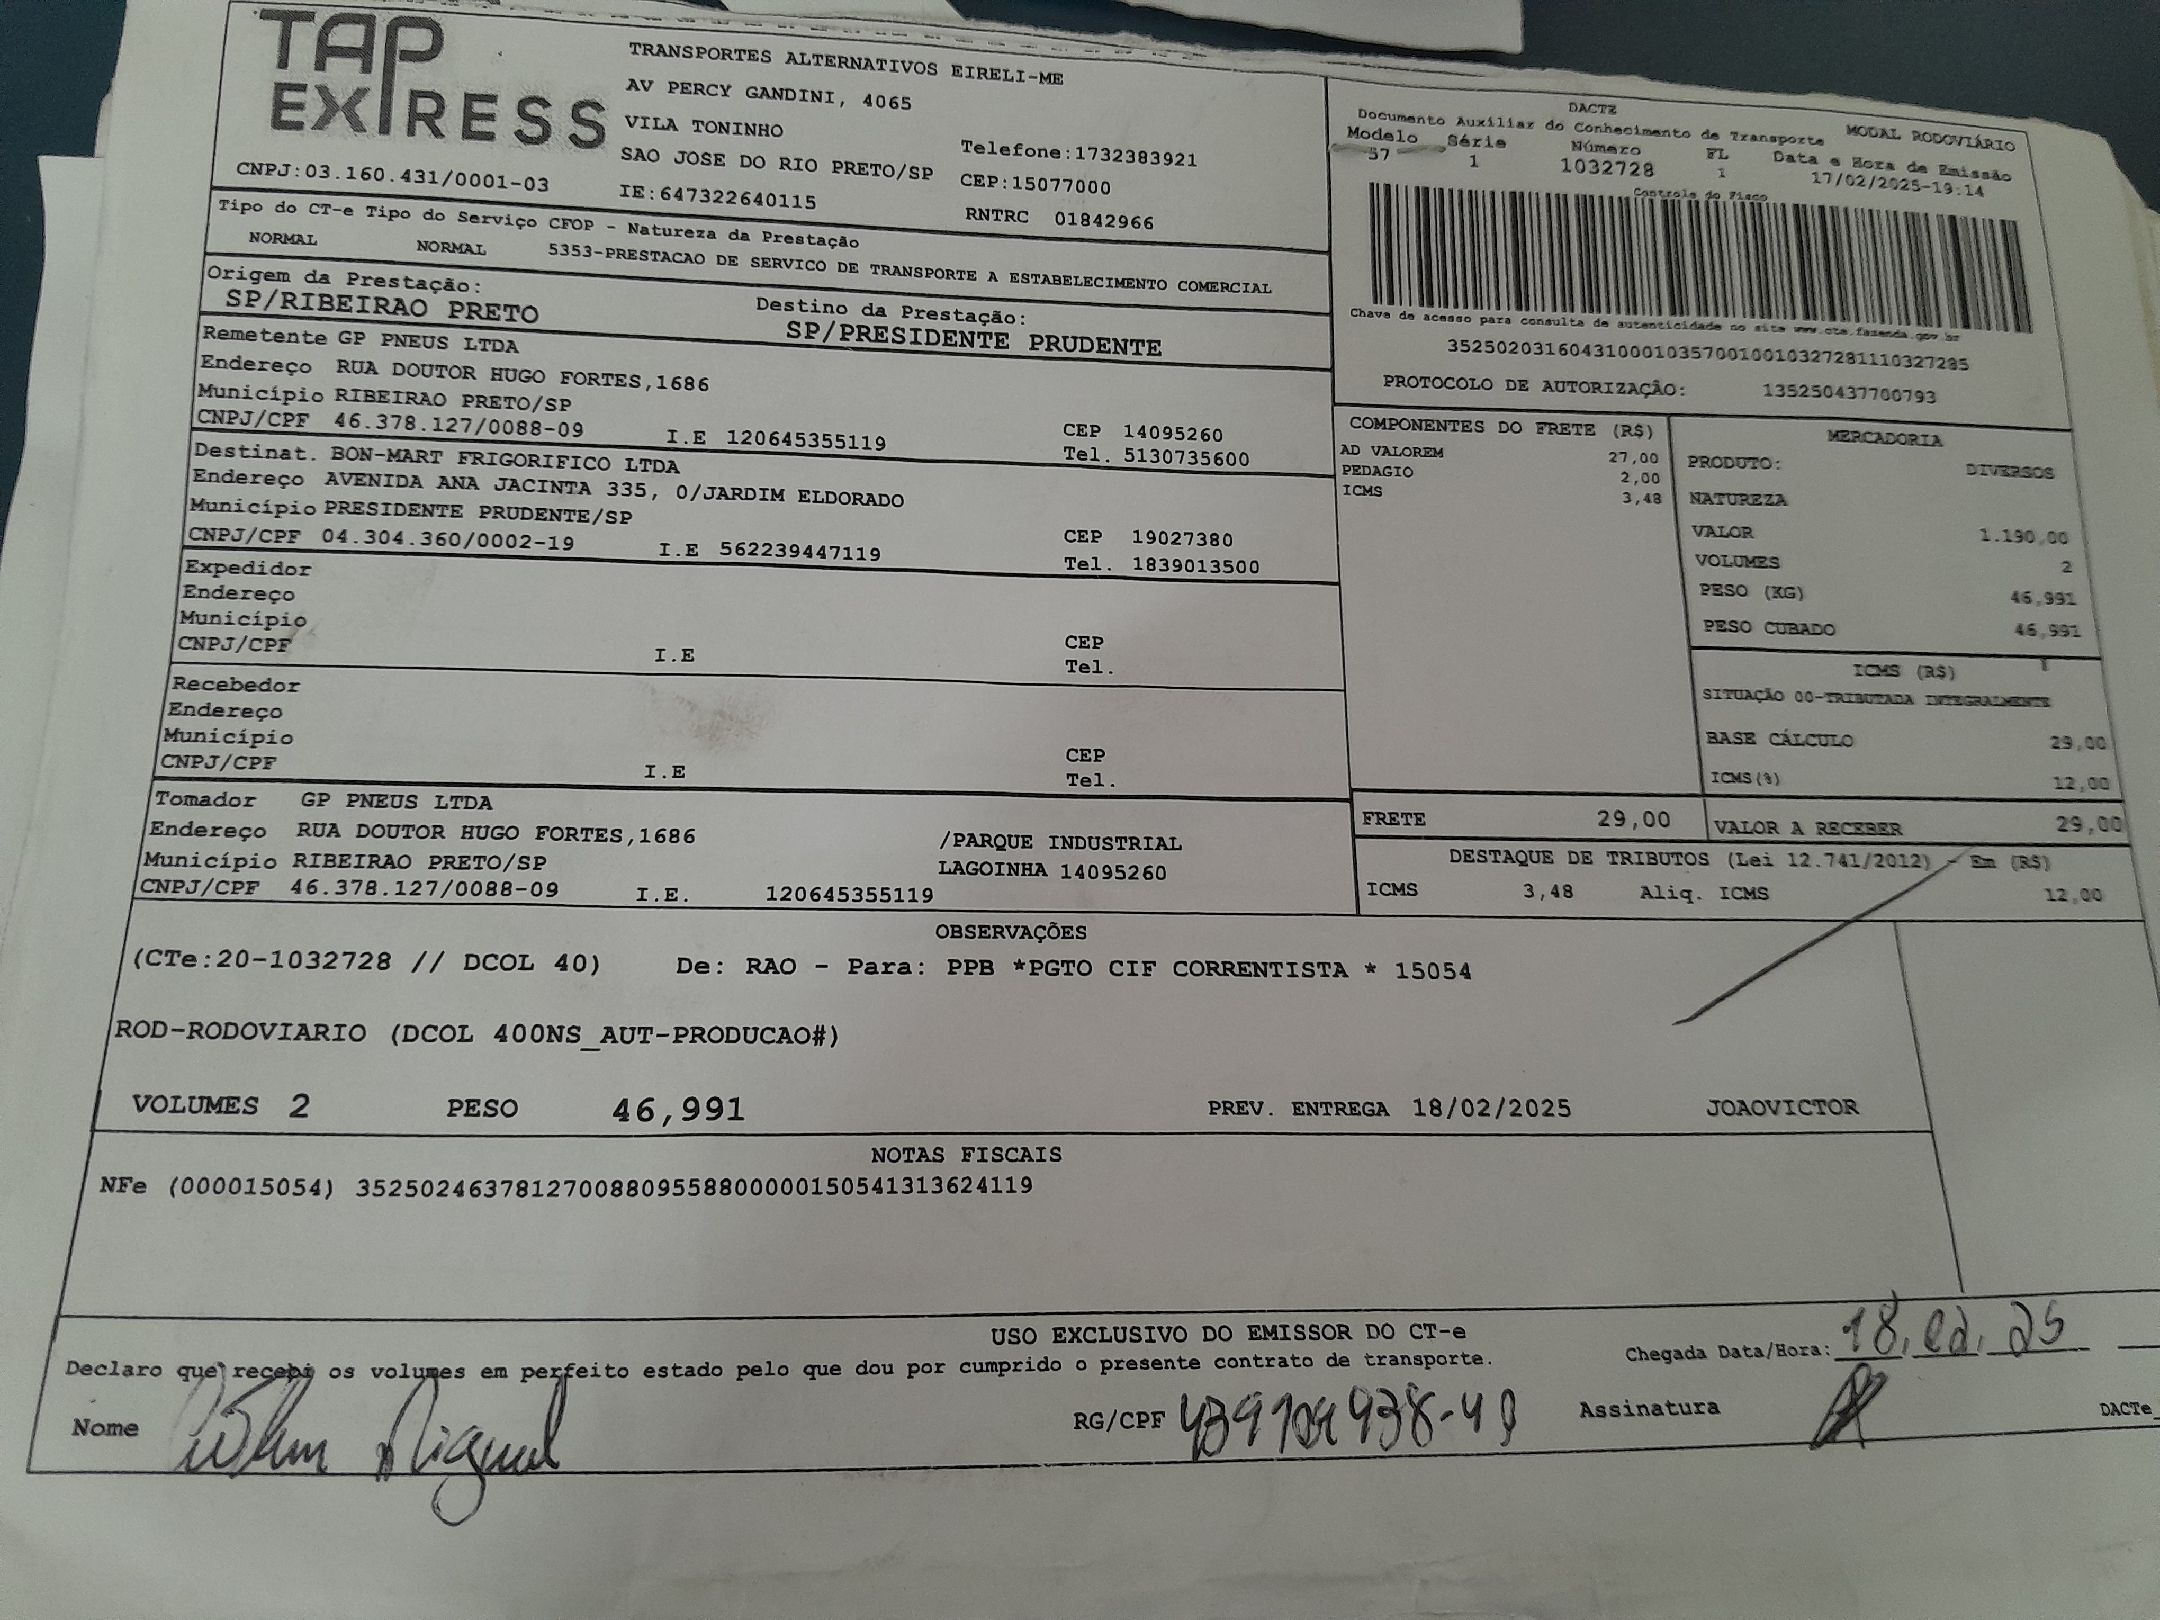 TAP EXPRESS
TRANSPORTES ALTERNATIVOS EIRELI-ME
AV PERCY GANDINI, 4065
VILA TONINHO
SAO JOSE DO RIO PRETO/SP
Telefone:1732383921
CEP:15077000
CNPJ:03.160.431/0001-03
IE:647322640115
RNTRC 01842966
DACTE
Documento Auxiliar do Conhecimento de Transporte
MODAL RODOVIÁRIO
Modelo Série Número FL Data e Hora de Emissão
57 1 1032728 1 17/02/2025-19:14
Controle do Fisco
Chave de acesso para consulta de autenticidade no site www.cte.fazenda.gov.br
35250203160431000103570010010327281110327285
PROTOCOLO DE AUTORIZAÇÃO: 135250437700793
Tipo do CT-e Tipo do Serviço CFOP - Natureza da Prestação
NORMAL NORMAL 5353-PRESTACAO DE SERVICO DE TRANSPORTE A ESTABELECIMENTO COMERCIAL
Origem da Prestação:
SP/RIBEIRAO PRETO
Destino da Prestação:
SP/PRESIDENTE PRUDENTE
Remetente GP PNEUS LTDA
Endereço RUA DOUTOR HUGO FORTES,1686
Município RIBEIRAO PRETO/SP
CNPJ/CPF 46.378.127/0088-09 I.E 120645355119
CEP 14095260
Tel. 5130735600
Destinat. BON-MART FRIGORIFICO LTDA
Endereço AVENIDA ANA JACINTA 335, 0/JARDIM ELDORADO
Município PRESIDENTE PRUDENTE/SP
CNPJ/CPF 04.304.360/0002-19 I.E 562239447119
CEP 19027380
Tel. 1839013500
Expedidor
Endereço
Município
CNPJ/CPF I.E
CEP
Tel.
Recebedor
Endereço
Município
CNPJ/CPF I.E
CEP
Tel.
Tomador GP PNEUS LTDA
Endereço RUA DOUTOR HUGO FORTES,1686 /PARQUE INDUSTRIAL
Município RIBEIRAO PRETO/SP LAGOINHA 14095260
CNPJ/CPF 46.378.127/0088-09 I.E. 120645355119
COMPONENTES DO FRETE (R$)
AD VALOREM 27,00
PEDAGIO 2,00
ICMS 3,48
MERCADORIA
PRODUTO: DIVERSOS
NATUREZA
VALOR 1.190,00
VOLUMES 2
PESO (KG) 46,991
PESO CUBADO 46,991
ICMS (R$)
SITUAÇÃO 00-TRIBUTADA INTEGRALMENTE
BASE CÁLCULO 29,00
ICMS(%) 12,00
FRETE 29,00
VALOR A RECEBER 29,00
DESTAQUE DE TRIBUTOS (Lei 12.741/2012) - Em (R$)
ICMS 3,48 Aliq. ICMS 12,00
OBSERVAÇÕES
(CTe:20-1032728 // DCOL 40) De: RAO - Para: PPB *PGTO CIF CORRENTISTA * 15054
ROD-RODOVIARIO (DCOL 400NS_AUT-PRODUCAO#)
VOLUMES 2 PESO 46,991 PREV. ENTREGA 18/02/2025 JOAOVICTOR
NOTAS FISCAIS
NFe (000015054) 35250246378127008809558800000150541313624119
USO EXCLUSIVO DO EMISSOR DO CT-e
Declaro que recebi os volumes em perfeito estado pelo que dou por cumprido o presente contrato de transporte.
Chegada Data/Hora: 18, 02, 25
Nome Miguel
RG/CPF
Assinatura
DACTe_